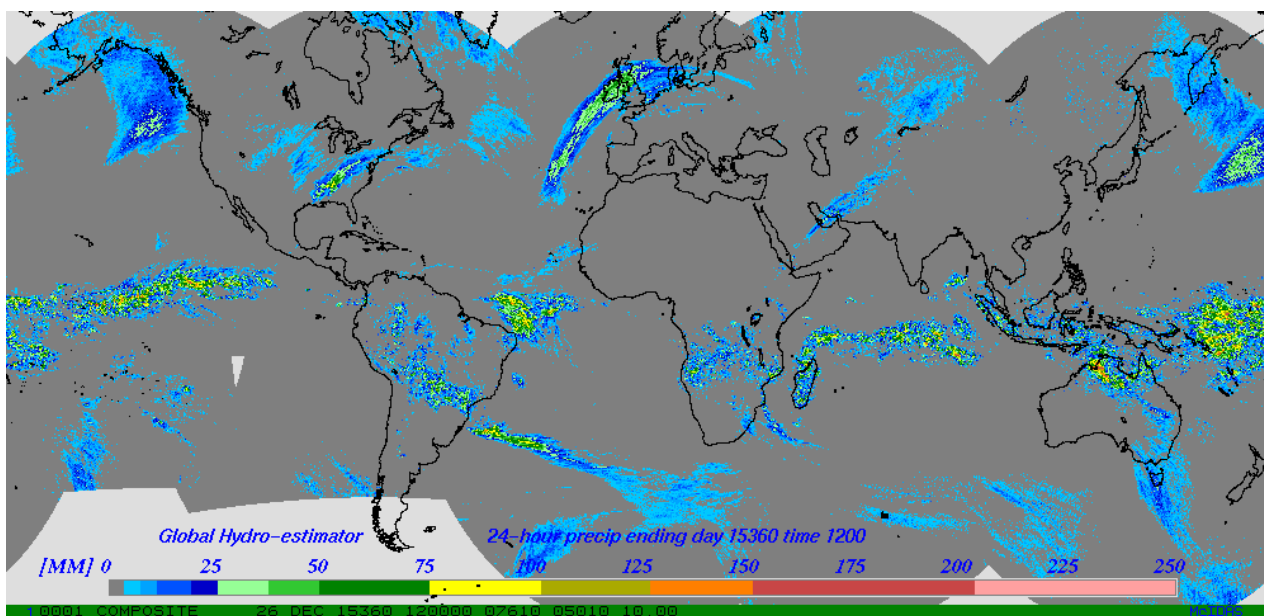 Global Hydro-estimator 24-hour precip ending day 15360 time 1200
[MM] 0 25 50 75 100 125 150 175 200 250
1 0001 COMPOSITE 26 DEC 15360 120000 07610 05010 10.00 McIDAS